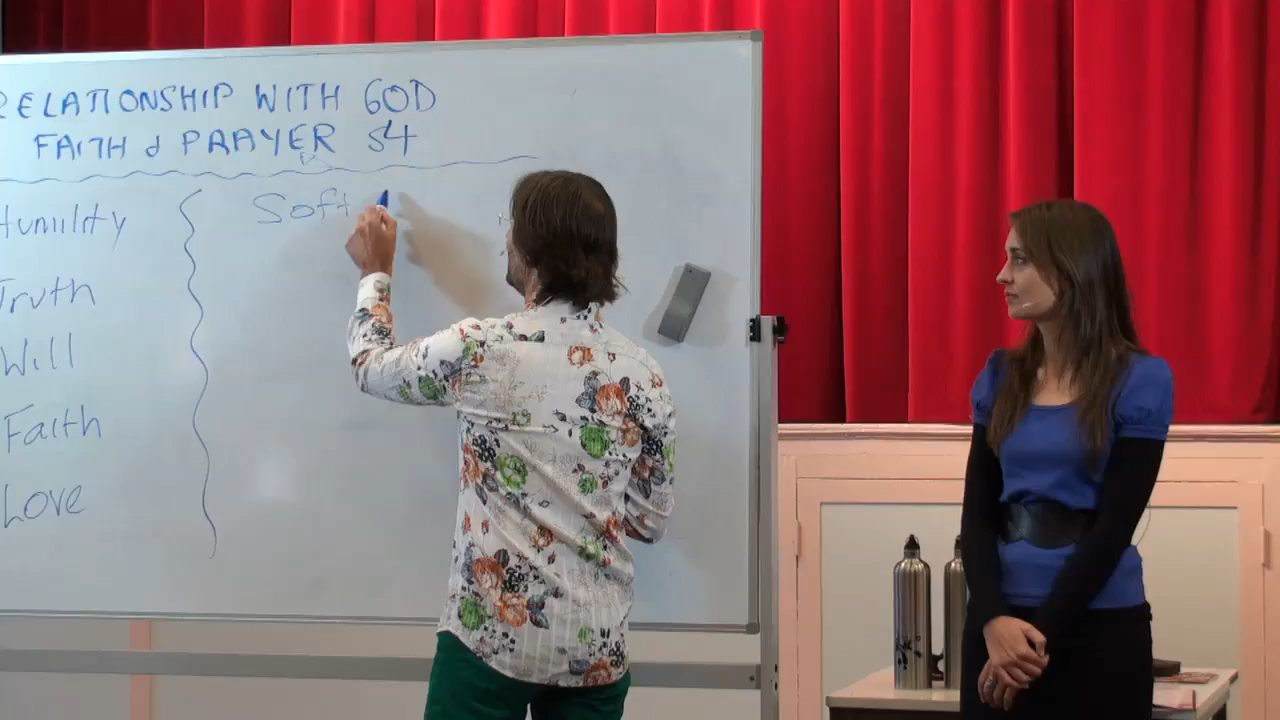 RELATIONSHIP WITH GOD
FAITH & PRAYER S4
Humility
Truth
Will
Faith
Love
Soft